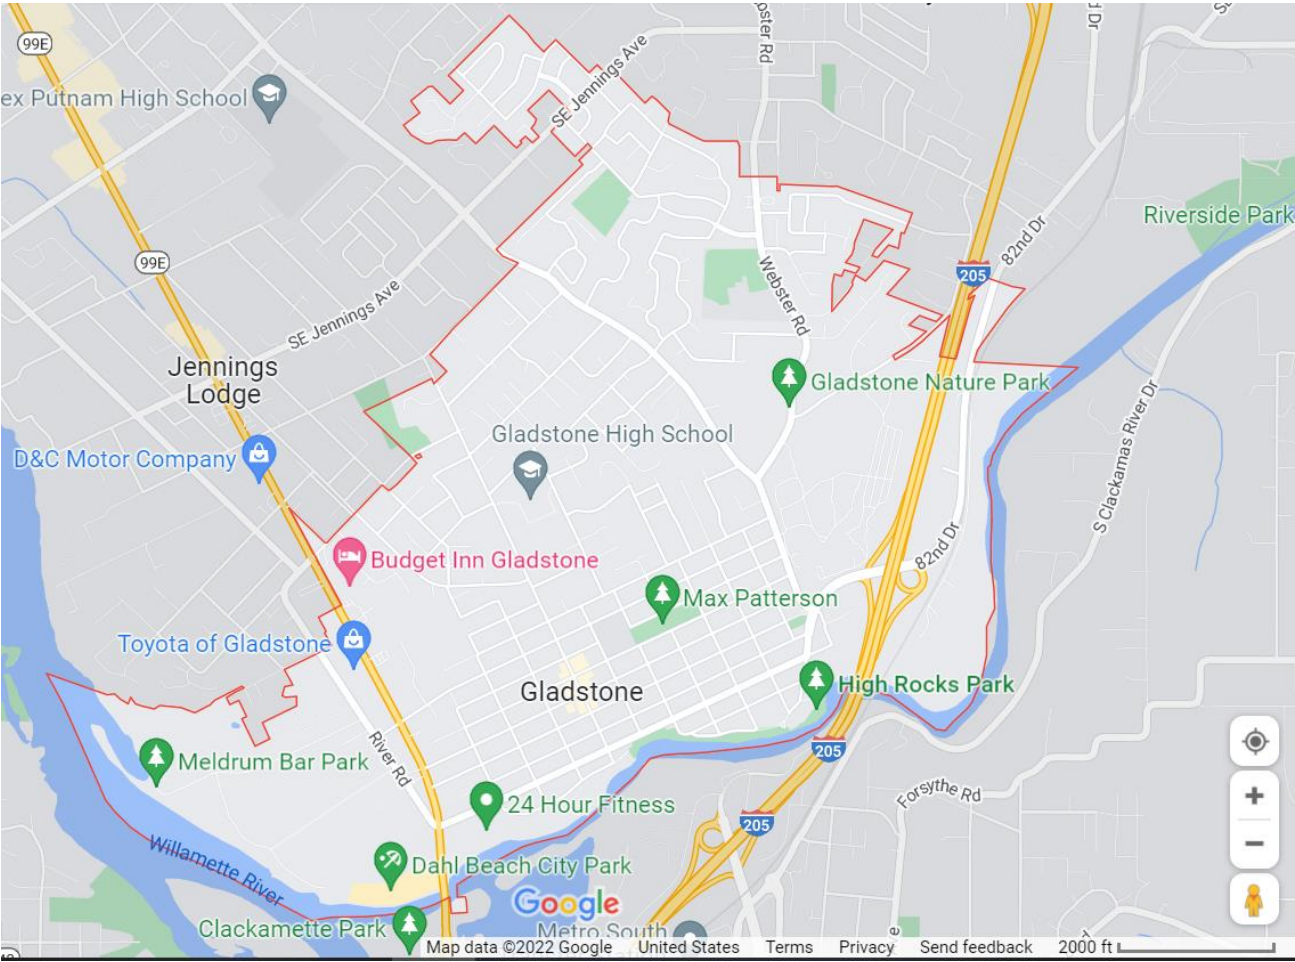 99E
ex Putnam High School
SE Jennings Ave
Webster Rd
Dr
Riverside Park
99E
205
82nd Dr
SE Jennings Ave
Webster Rd
Jennings
Lodge
Gladstone Nature Park
Gladstone High School
D&C Motor Company
S Clackamas River Dr
82nd Dr
Budget Inn Gladstone
Max Patterson
Toyota of Gladstone
Gladstone
High Rocks Park
River Rd
Meldrum Bar Park
205
24 Hour Fitness
Forsythe Rd
205
Willamette River
Dahl Beach City Park
Google
Clackamette Park
Metro South
Map data ©2022 Google United States Terms Privacy Send feedback 2000 ft